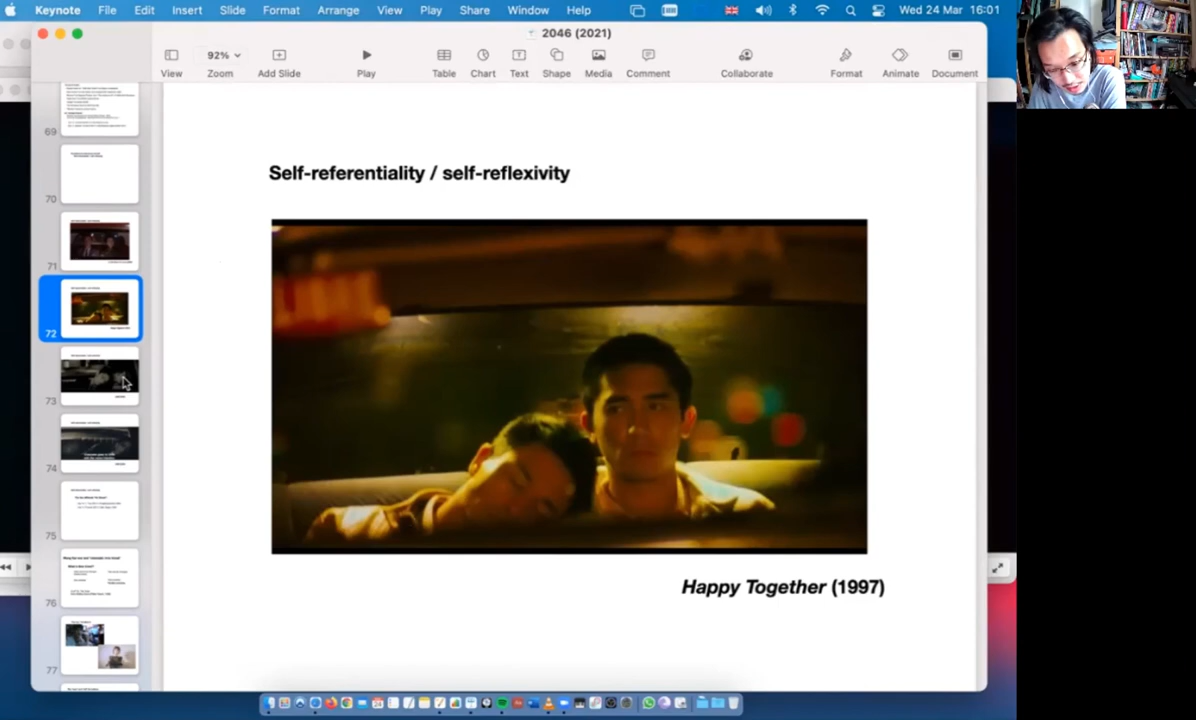 Keynote File Edit Insert Slide Format Arrange View Play Share Window Help Wed 24 Mar 16:01
2046 (2021)
92%
View Zoom Add Slide Play Table Chart Text Shape Media Comment Collaborate Format Animate Document
69
70
71
72
73
74
75
76
77
Self-referentiality / self-reflexivity
Happy Together (1997)